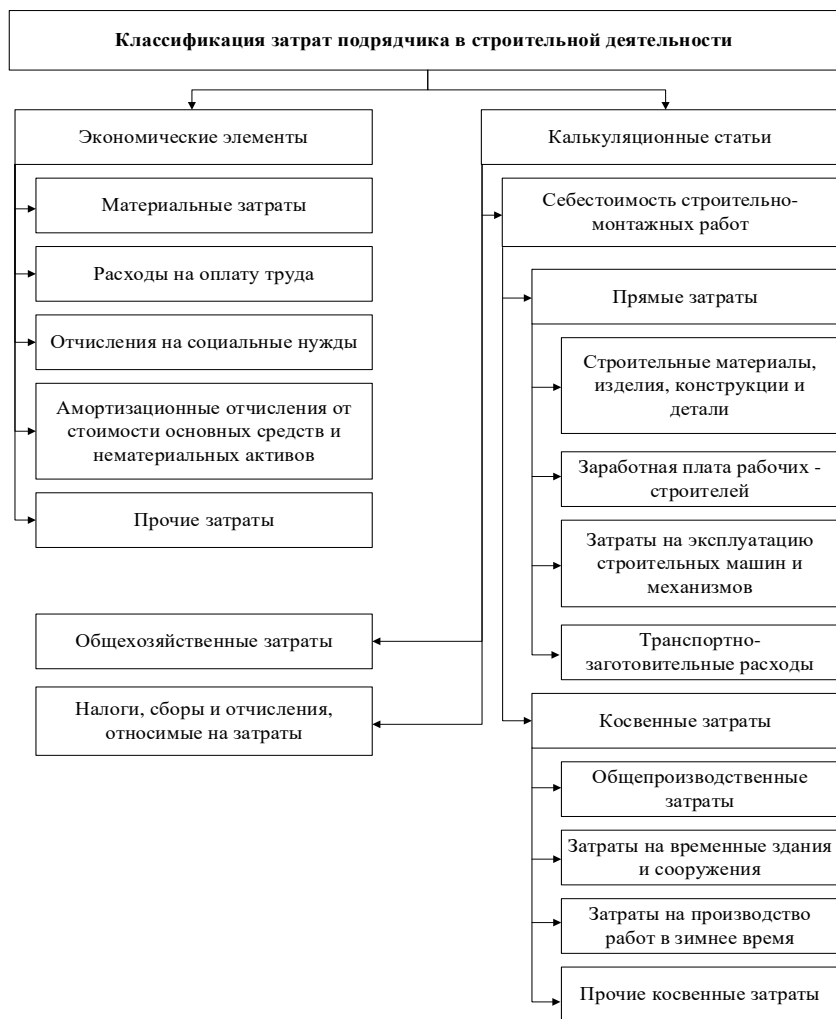 Классификация затрат подрядчика в строительной деятельности
Экономические элементы
Материальные затраты
Расходы на оплату труда
Отчисления на социальные нужды
Амортизационные отчисления от
стоимости основных средств и
нематериальных активов
Прочие затраты
Калькуляционные статьи
Себестоимость строительно-
монтажных работ
Прямые затраты
Строительные материалы,
изделия, конструкции и
детали
Заработная плата рабочих -
строителей
Затраты на эксплуатацию
строительных машин и
механизмов
Транспортно-
заготовительные расходы
Косвенные затраты
Общепроизводственные
затраты
Затраты на временные здания
и сооружения
Затраты на производство
работ в зимнее время
Прочие косвенные затраты
Общехозяйственные затраты
Налоги, сборы и отчисления,
относимые на затраты